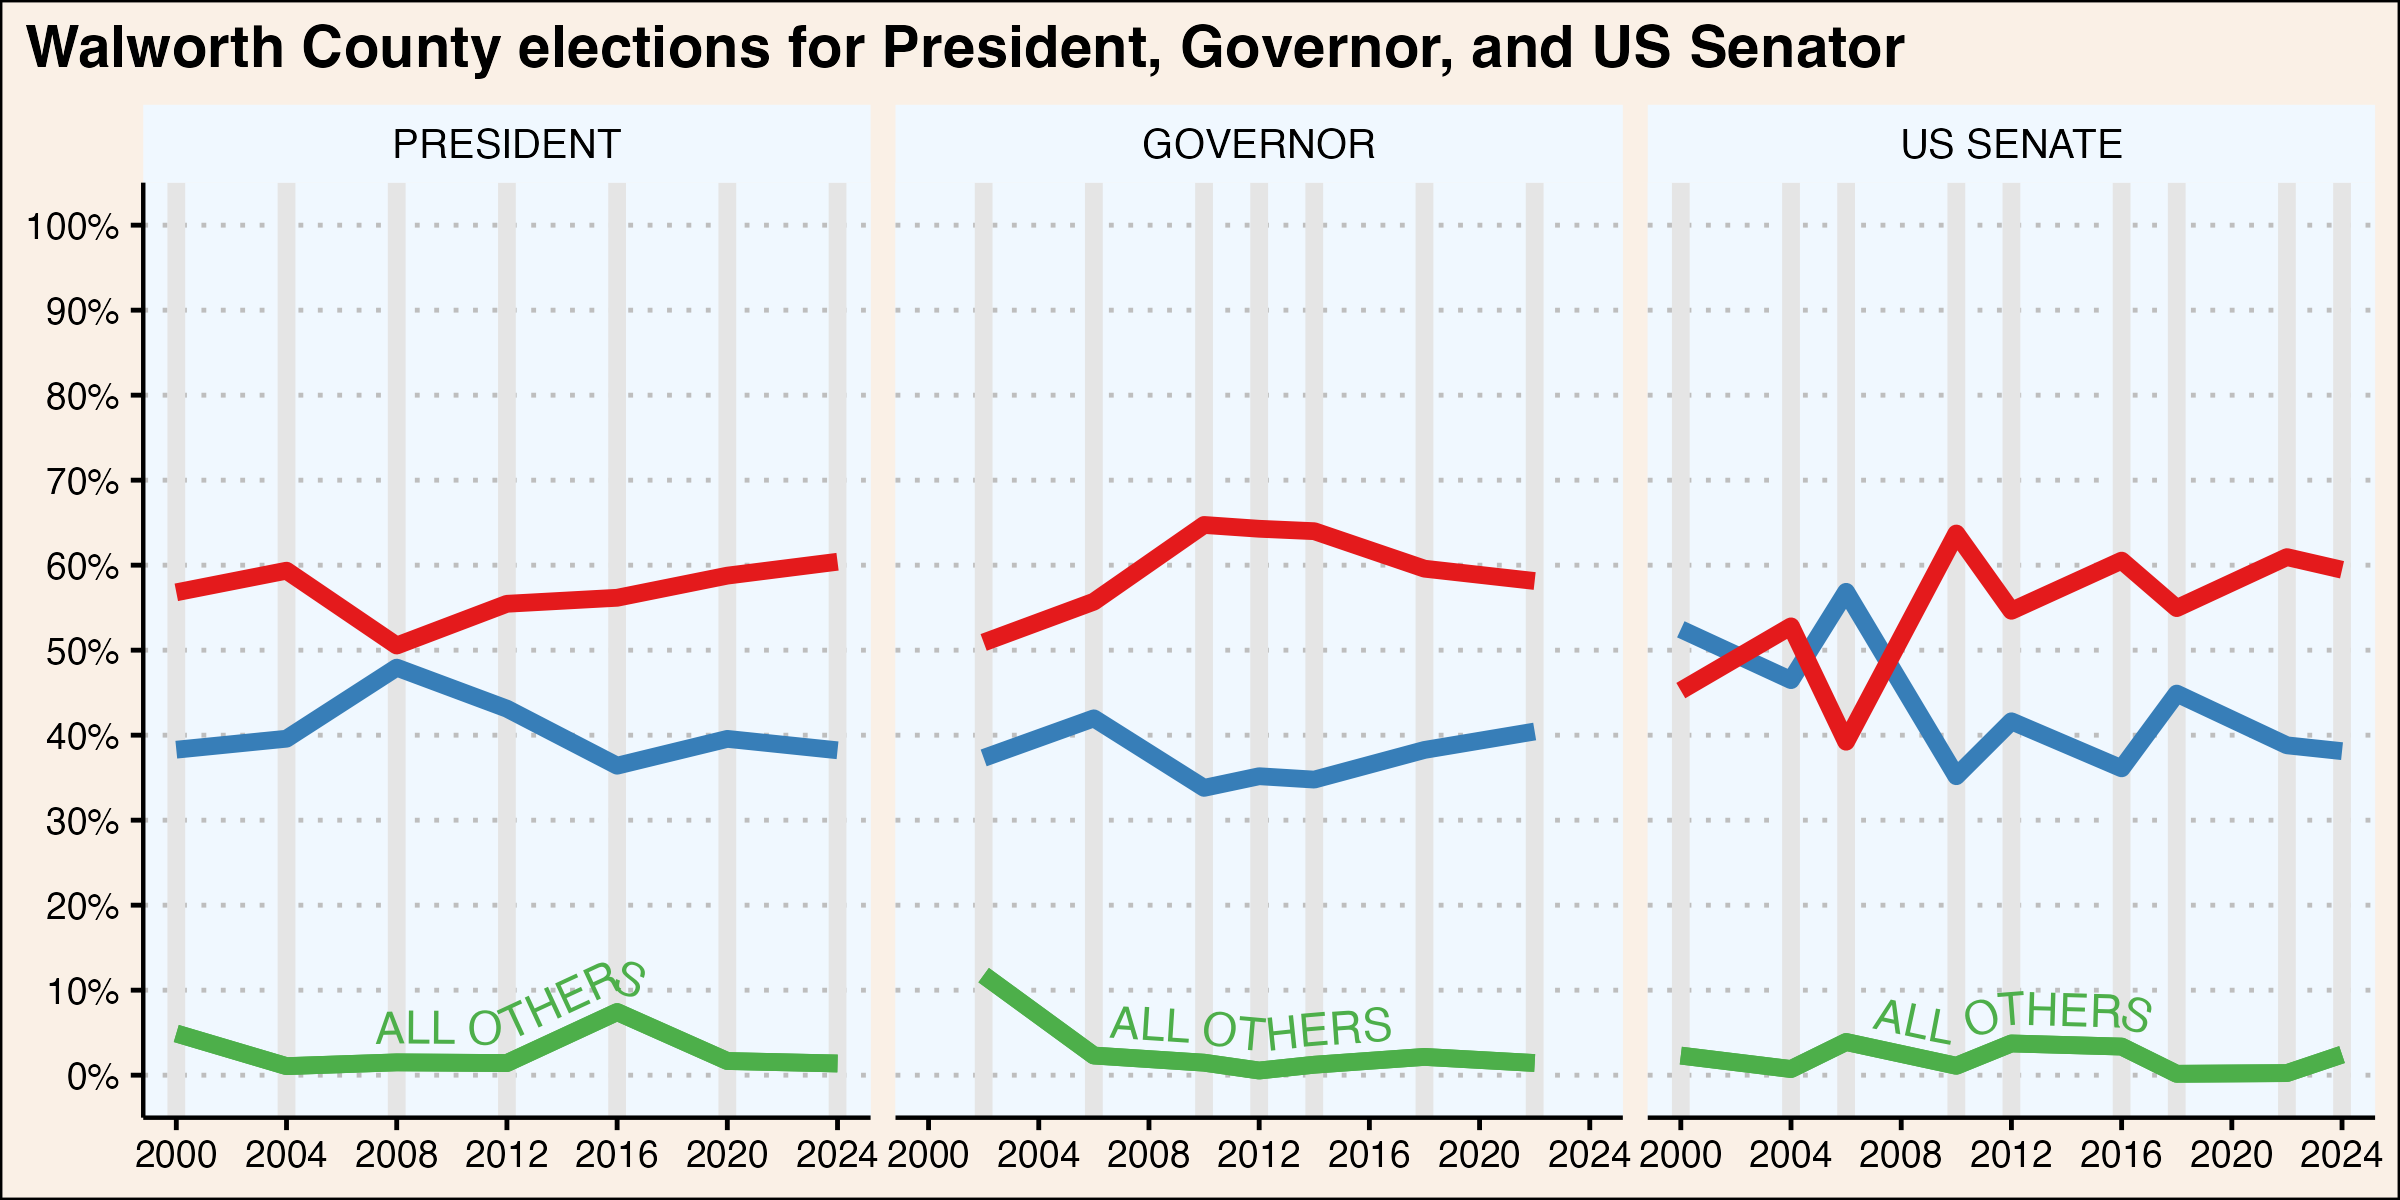 Walworth County elections for President, Governor, and US Senator
PRESIDENT
GOVERNOR
US SENATE
100%
90%
80%
70%
60%
50%
40%
30%
20%
10%
0%
ALL OTHERS
ALL OTHERS
ALL OTHERS
2000 2004 2008 2012 2016 2020 2024
2000 2004 2008 2012 2016 2020 2024
2000 2004 2008 2012 2016 2020 2024